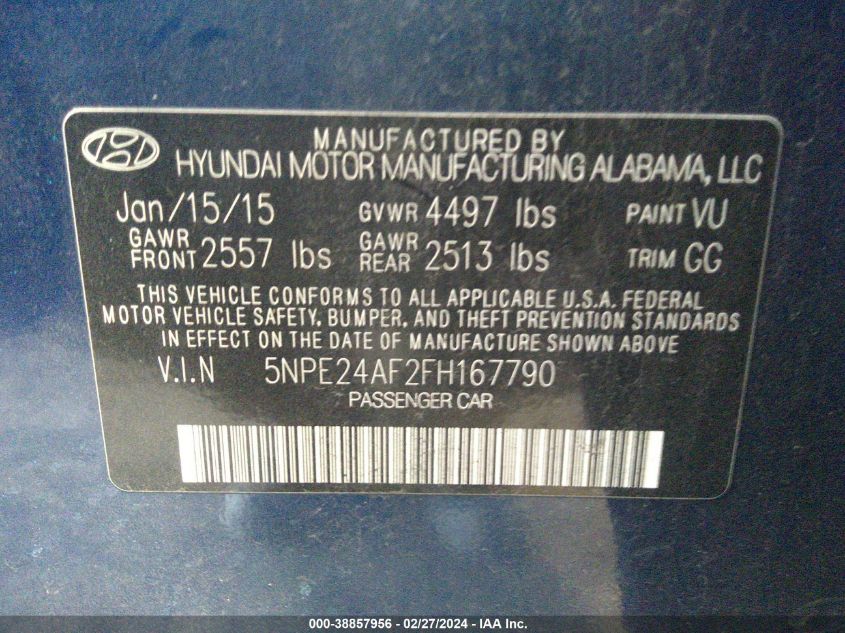 MANUFACTURED BY
HYUNDAI MOTOR MANUFACTURING ALABAMA, LLC
Jan/15/15 GVWR 4497 lbs PAINT VU
GAWR FRONT 2557 lbs GAWR REAR 2513 lbs TRIM GG
THIS VEHICLE CONFORMS TO ALL APPLICABLE U.S.A. FEDERAL
MOTOR VEHICLE SAFETY, BUMPER, AND THEFT PREVENTION STANDARDS
IN EFFECT ON THE DATE OF MANUFACTURE SHOWN ABOVE
V.I.N 5NPE24AF2FH167790
PASSENGER CAR
000-38857956 - 02/27/2024 - IAA Inc.